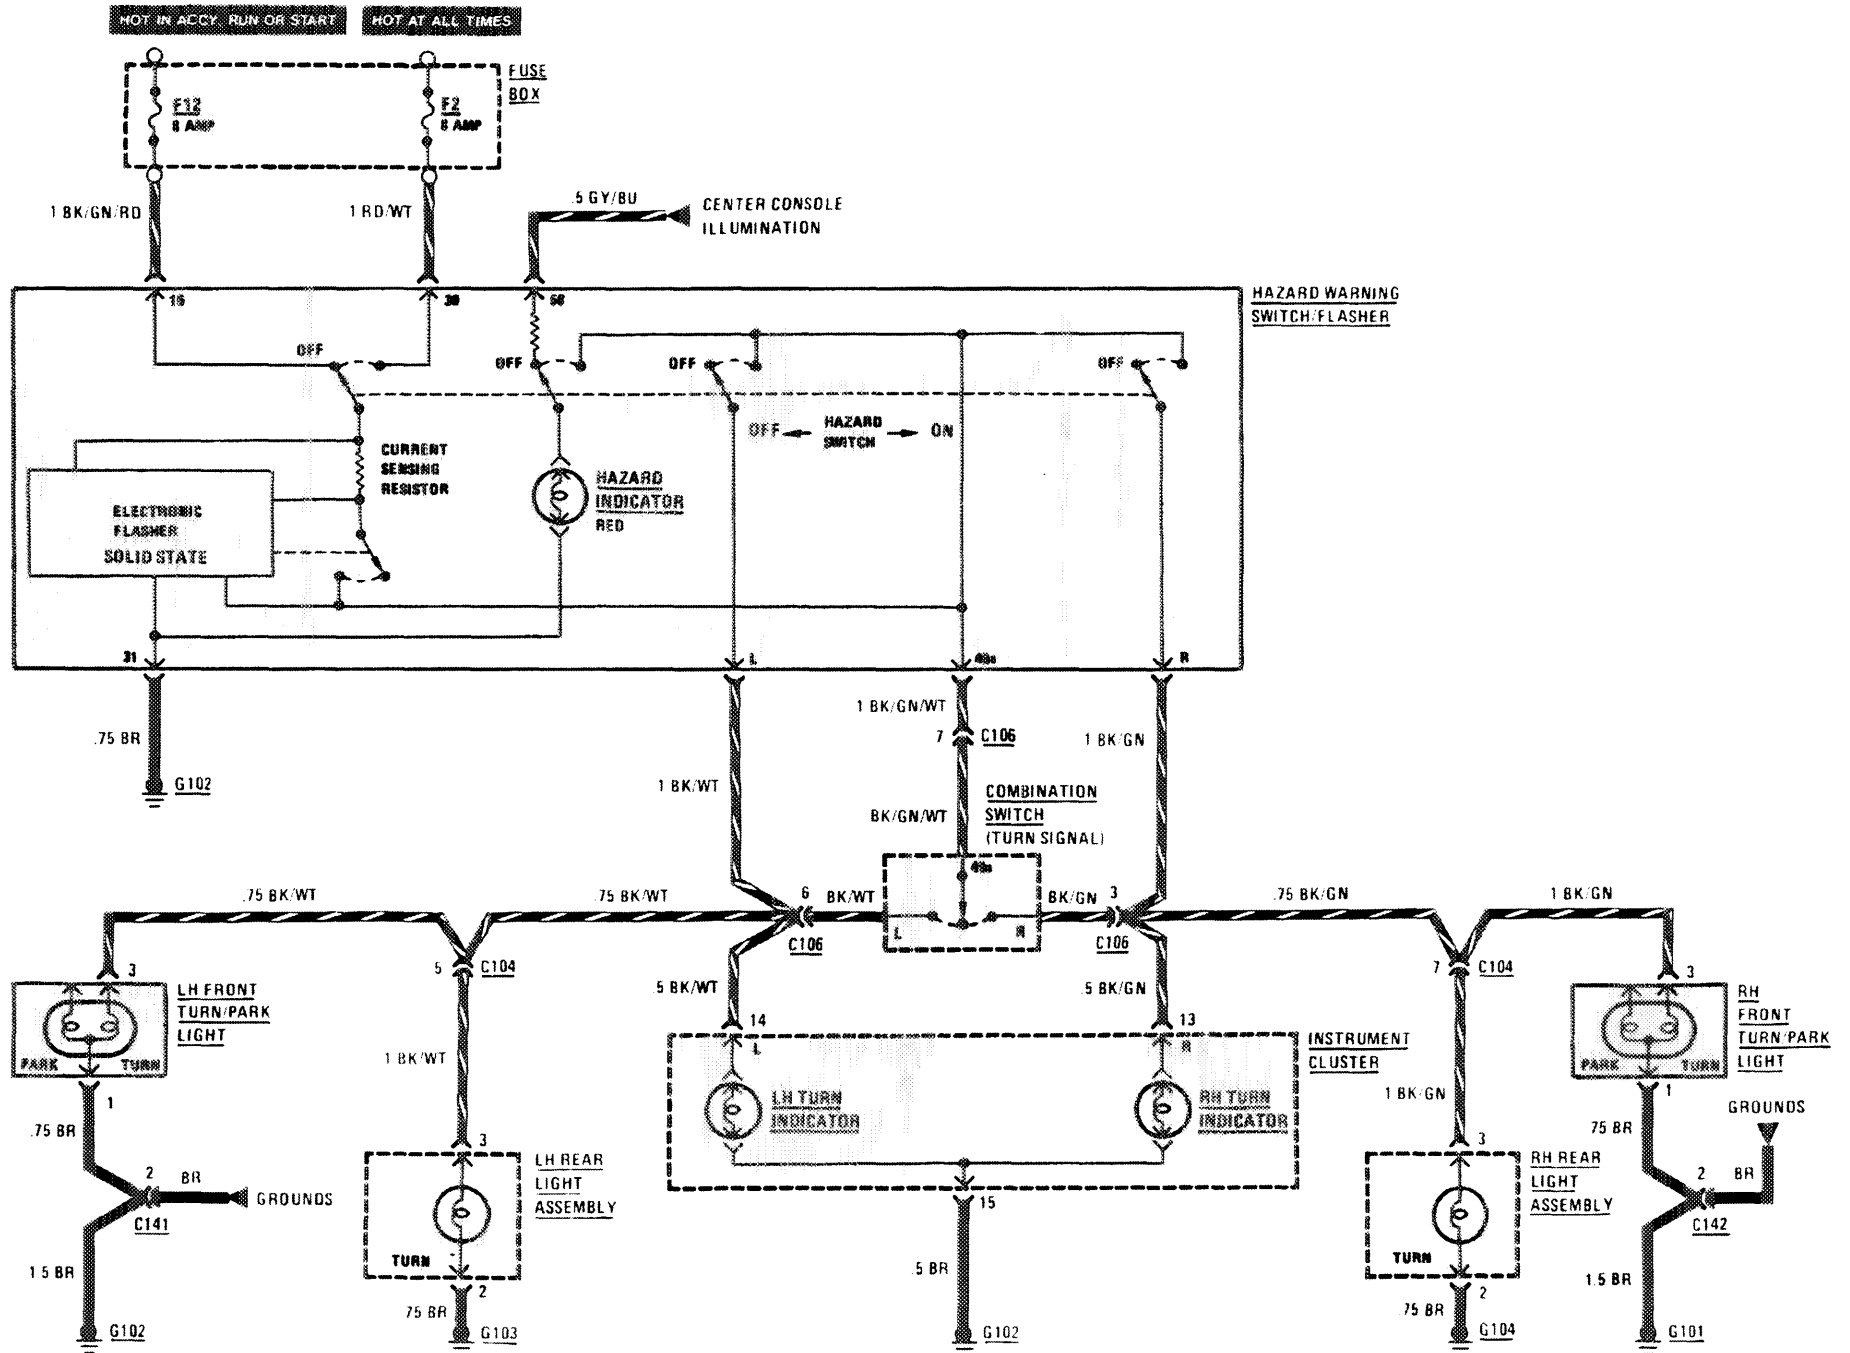 HOT IN ACCY RUN OR START
HOT AT ALL TIMES
FUSE
BOX
F12
8 AMP
F2
8 AMP
1 BK/GN/RD
1 RD/WT
.5 GY/BU
CENTER CONSOLE
ILLUMINATION
15
30
58
HAZARD WARNING
SWITCH/FLASHER
OFF
OFF
OFF
OFF
OFF
HAZARD
SWITCH
ON
CURRENT
SENSING
RESISTOR
HAZARD
INDICATOR
RED
ELECTRONIC
FLASHER
SOLID STATE
31
L
49a
R
.75 BR
G102
1 BK/GN/WT
7
C106
1 BK/GN
1 BK/WT
BK/GN/WT
COMBINATION
SWITCH
(TURN SIGNAL)
49a
L
R
.75 BK/WT
.75 BK/WT
6
BK/WT
C106
BK/GN
3
C106
.75 BK/GN
1 BK/GN
5
C104
7
C104
3
LH FRONT
TURN/PARK
LIGHT
PARK
TURN
1
.5 BK/WT
14
L
.5 BK/GN
13
R
INSTRUMENT
CLUSTER
LH TURN
INDICATOR
RH TURN
INDICATOR
15
.5 BR
G102
3
RH
FRONT
TURN/PARK
LIGHT
PARK
TURN
1
GROUNDS
1 BK/WT
3
LH REAR
LIGHT
ASSEMBLY
TURN
2
75 BR
G103
.75 BR
2
BR
GROUNDS
C141
1.5 BR
G102
1 BK/GN
3
RH REAR
LIGHT
ASSEMBLY
TURN
2
.75 BR
G104
75 BR
2
BR
C142
1.5 BR
G101